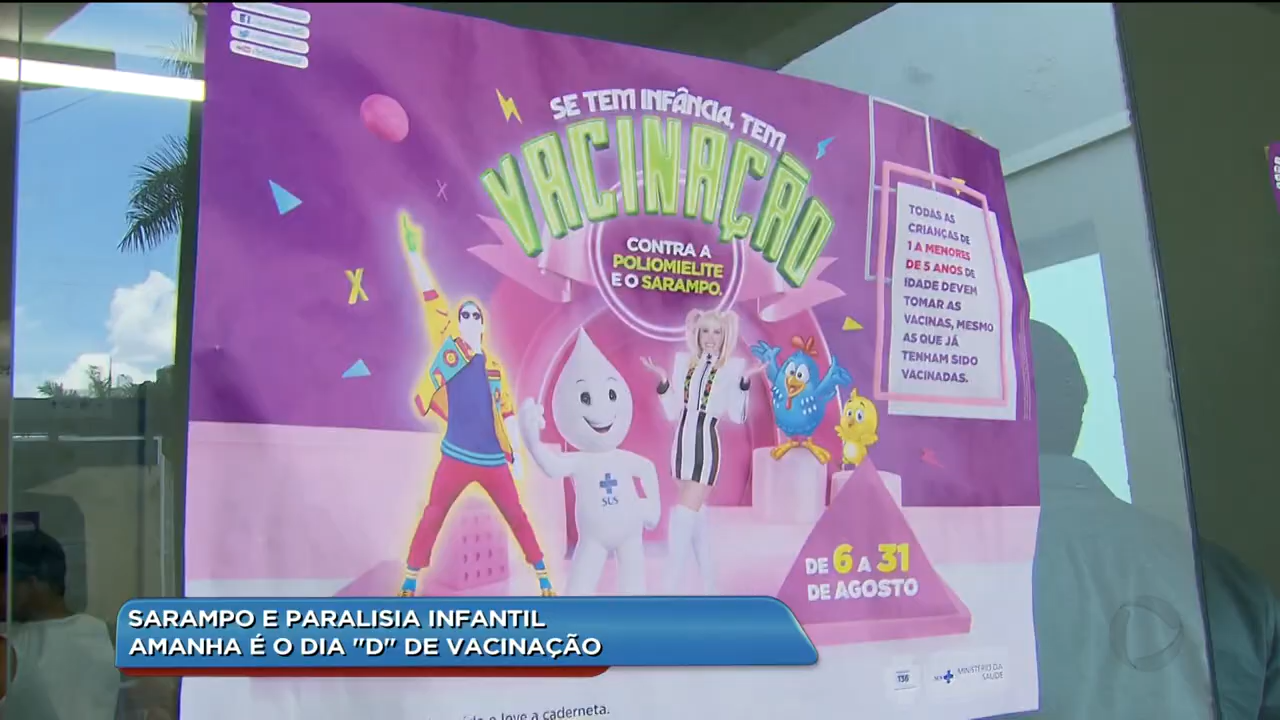 SE TEM INFÂNCIA, TEM
VACINAÇÃO
CONTRA A
POLIOMIELITE
E O SARAMPO.
TODAS AS
CRIANÇAS DE
1 A MENORES
DE 5 ANOS DE
IDADE DEVEM
TOMAR AS
VACINAS, MESMO
AS QUE JÁ
TENHAM SIDO
VACINADAS.
SUS
DE 6 A 31
DE AGOSTO
SARAMPO E PARALISIA INFANTIL
AMANHA É O DIA "D" DE VACINAÇÃO
136
SUS
MINISTÉRIO DA
SAÚDE
e leve a caderneta.